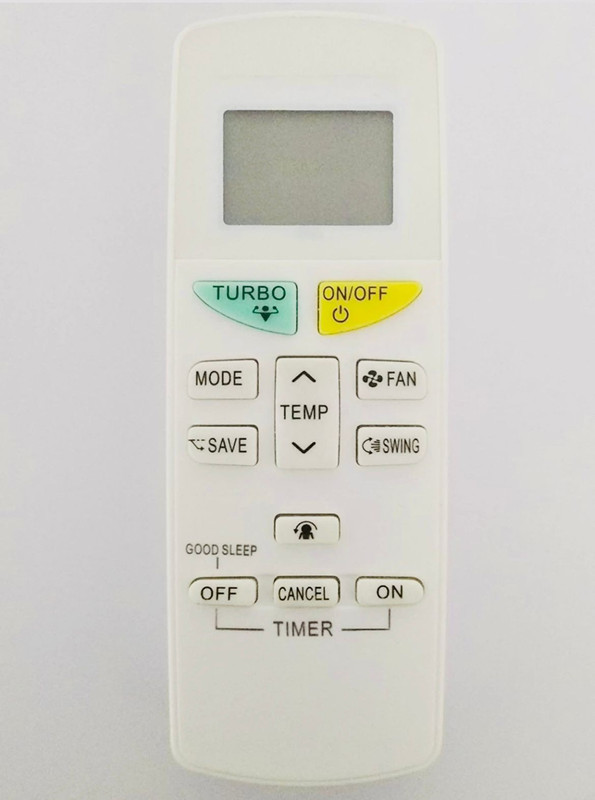 TURBO
ON/OFF
MODE
TEMP
FAN
SAVE
SWING
GOOD SLEEP
OFF
CANCEL
ON
TIMER